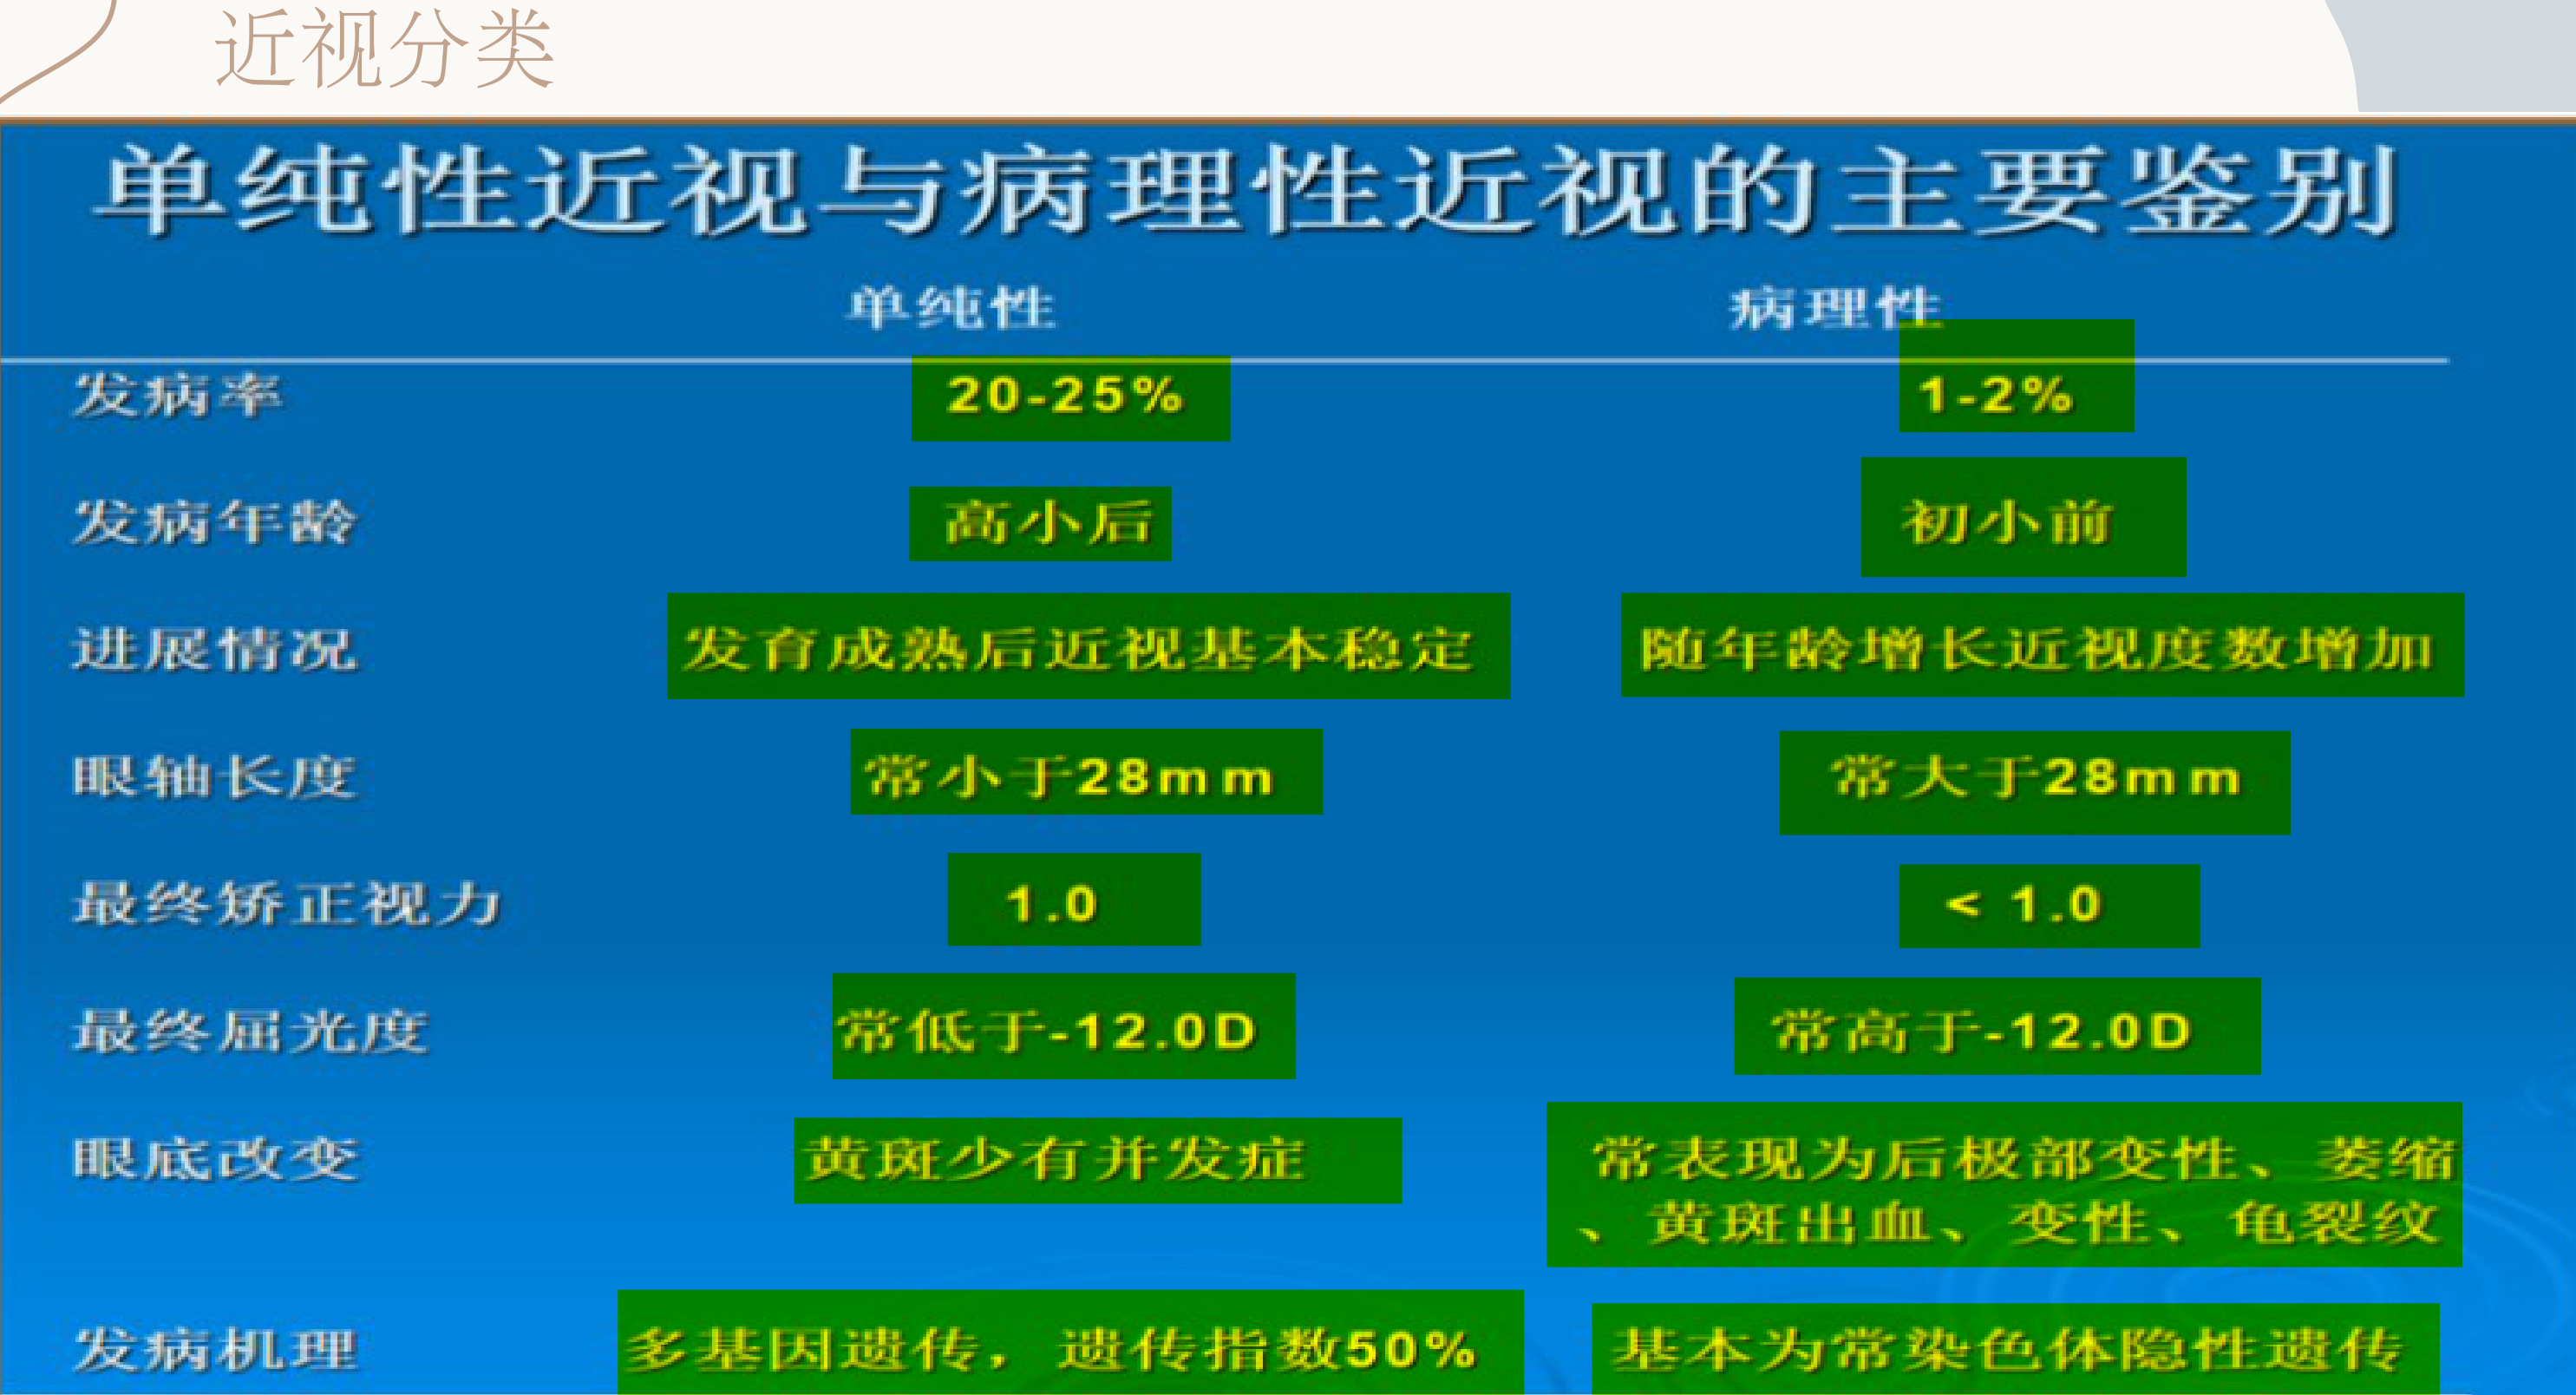 近视分类
单纯性近视与病理性近视的主要鉴别
单纯性 病理性
发病率 20-25% 1-2%
发病年龄 高小后 初小前
进展情况 发育成熟后近视基本稳定 随年龄增长近视度数增加
眼轴长度 常小于28mm 常大于28mm
最终矫正视力 1.0 < 1.0
最终屈光度 常低于-12.0D 常高于-12.0D
眼底改变 黄斑少有并发症 常表现为后极部变性、萎缩
、黄斑出血、变性、龟裂纹
发病机理 多基因遗传，遗传指数50% 基本为常染色体隐性遗传